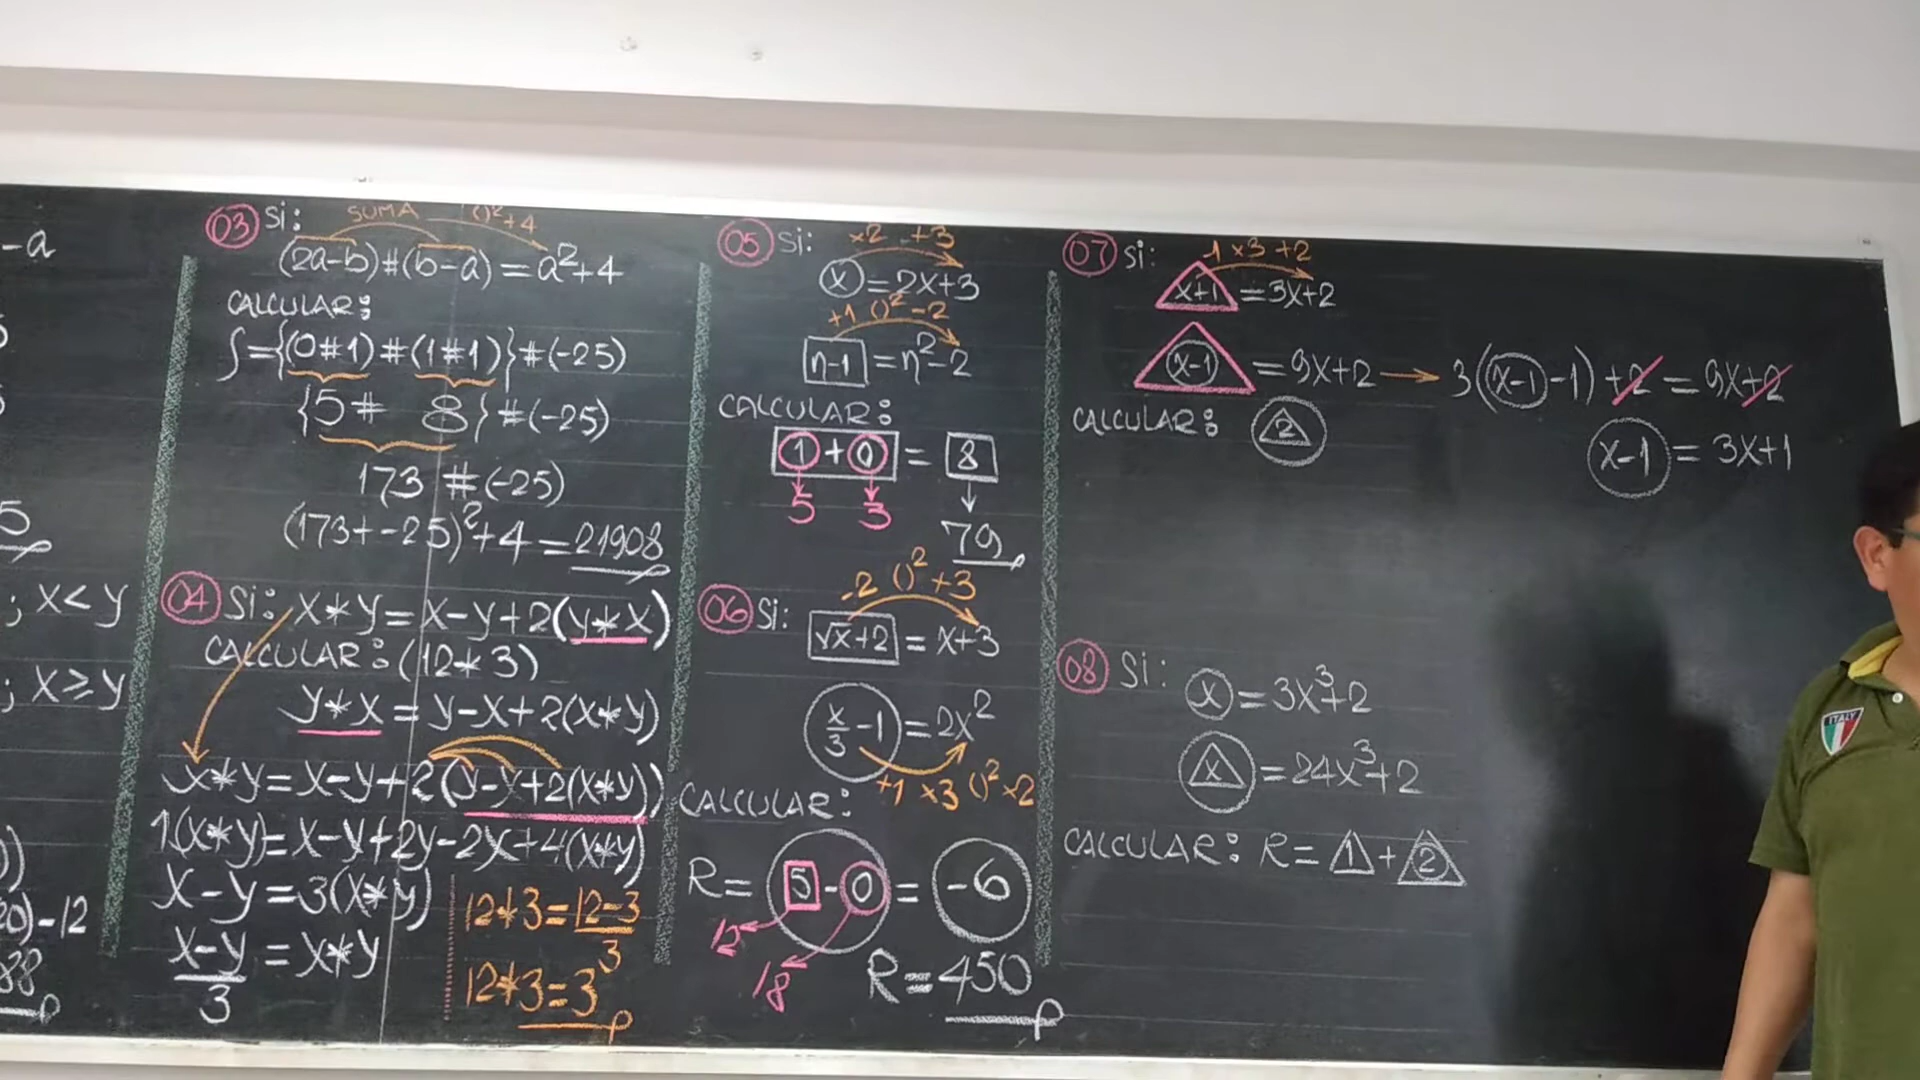 -a
5
; x < y
; x ≥ y
20)-12
88
03 Si: SUMA ()²+4
(2a-b)#(b-a) = a²+4
CALCULAR:
∫={(0#1)#(1#1)}#(-25)
{5# 8}#(-25)
173 #(-25)
(173+-25)²+4 = 21908
04 Si: x*y = x-y+2(y*x)
CALCULAR: (12*3)
y*x = y-x+2(x*y)
x*y = x-y+2(y-x+2(x*y))
1(x*y) = x-y+2y-2x+4(x*y)
x-y = 3(x*y)
x-y/3 = x*y
12*3 = 12-3/3
12*3 = 3
05 Si: x2 +3
(x) = 2x+3
+1 ()² -2
n-1 = n²-2
CALCULAR:
1 + 0 = 8
5 3
79
06 Si: -2 ()² +3
√x+2 = x+3
x/3 -1 = 2x²
+1 x3 ()² x2
CALCULAR:
R = 5 - 0 = -6
12
18
R = 450
07 Si: -1 x3 +2
x+1 = 3x+2
x-1 = 9x+2 → 3(x-1 -1)+2 = 9x+2
CALCULAR: 2
x-1 = 3x+1
08 Si: x = 3x³+2
x = 24x³+2
CALCULAR: R = 1 + 2
ITALY